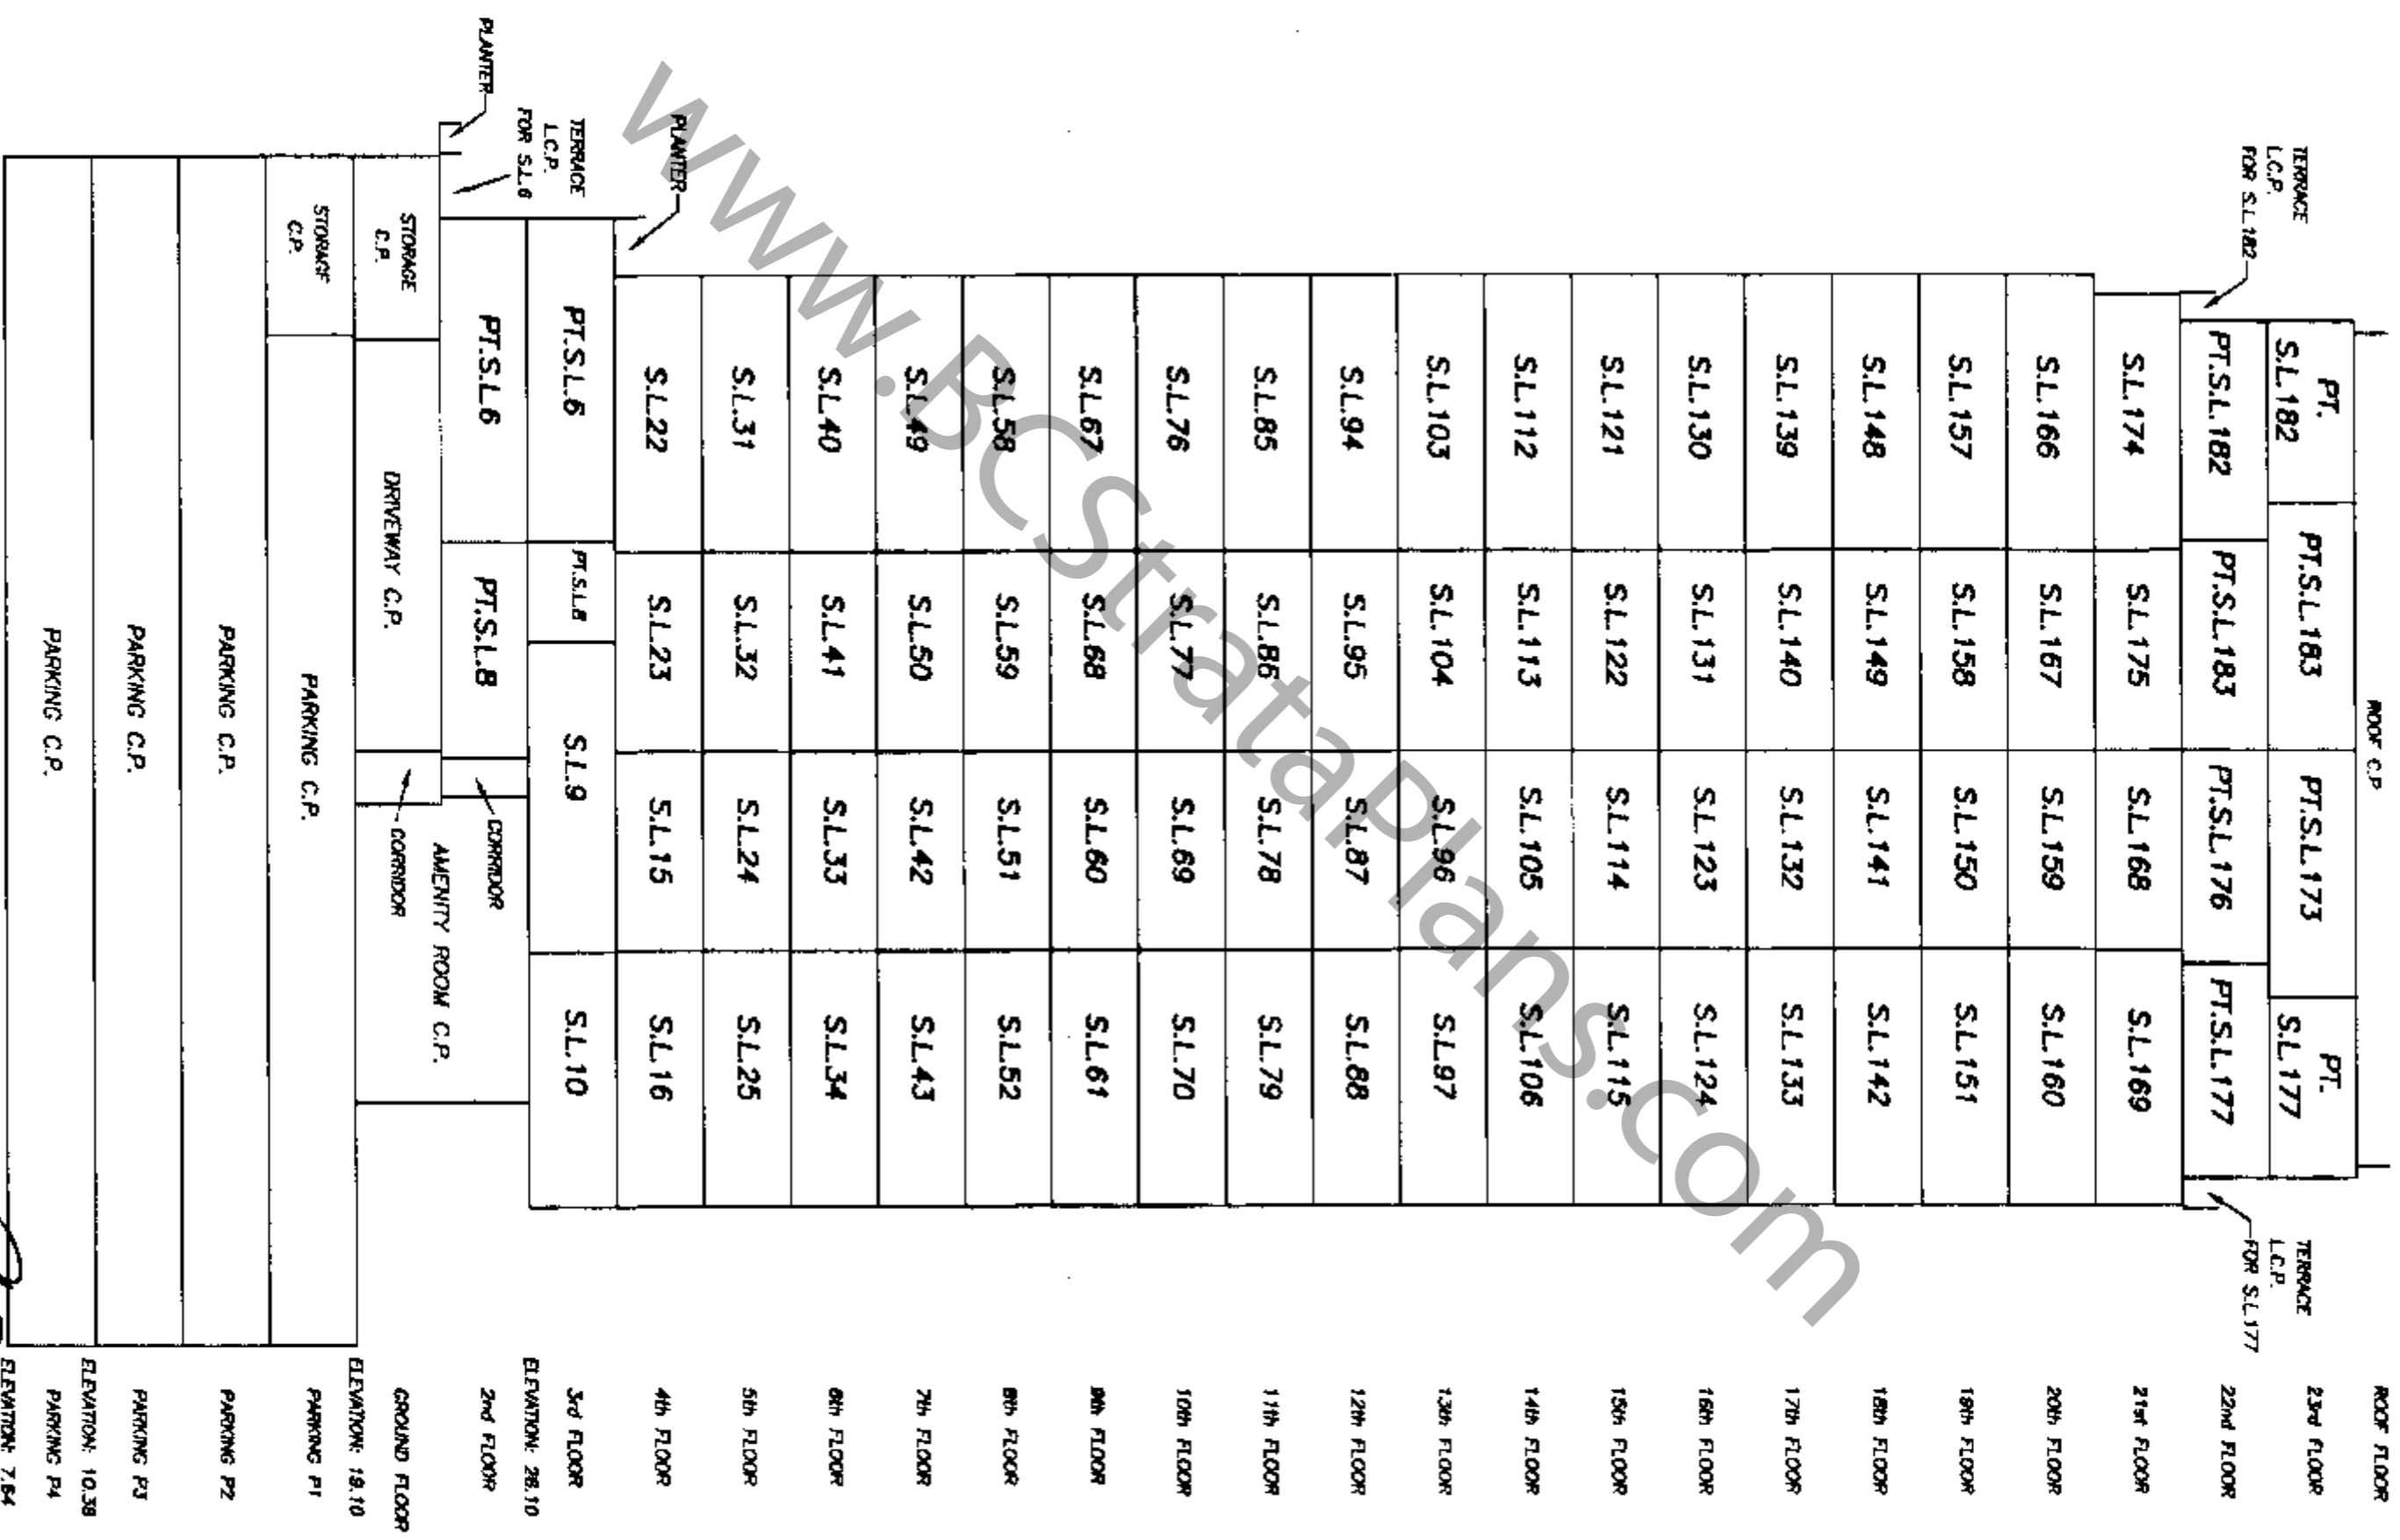 ROOF C.P.
ROOF FLOOR
TERRACE
L.C.P.
FOR S.L.182
PT.
S.L.182
PT.S.L.183
PT.S.L.173
PT.
S.L.177
23rd FLOOR
PT.S.L.182
PT.S.L.183
PT.S.L.176
PT.S.L.177
TERRACE
L.C.P.
FOR S.L.177
22nd FLOOR
S.L.174
S.L.175
S.L.168
S.L.169
21st FLOOR
S.L.166
S.L.167
S.L.159
S.L.160
20th FLOOR
S.L.157
S.L.158
S.L.150
S.L.151
19th FLOOR
S.L.148
S.L.149
S.L.141
S.L.142
18th FLOOR
S.L.139
S.L.140
S.L.132
S.L.133
17th FLOOR
S.L.130
S.L.131
S.L.123
S.L.124
16th FLOOR
S.L.121
S.L.122
S.L.114
S.L.115
15th FLOOR
S.L.112
S.L.113
S.L.105
S.L.106
14th FLOOR
S.L.103
S.L.104
S.L.96
S.L.97
13th FLOOR
S.L.94
S.L.95
S.L.87
S.L.88
12th FLOOR
S.L.85
S.L.86
S.L.78
S.L.79
11th FLOOR
S.L.76
S.L.77
S.L.69
S.L.70
10th FLOOR
S.L.67
S.L.68
S.L.60
S.L.61
9th FLOOR
S.L.58
S.L.59
S.L.51
S.L.52
8th FLOOR
S.L.49
S.L.50
S.L.42
S.L.43
7th FLOOR
S.L.40
S.L.41
S.L.33
S.L.34
6th FLOOR
S.L.31
S.L.32
S.L.24
S.L.25
5th FLOOR
S.L.22
S.L.23
S.L.15
S.L.16
4th FLOOR
PLANTER
PT.S.L.6
PT.S.L.8
S.L.9
S.L.10
3rd FLOOR
ELEVATION: 26.10
TERRACE
L.C.P.
FOR S.L.6
PLANTER
PT.S.L.6
PT.S.L.8
CORRIDOR
2nd FLOOR
AMENITY ROOM C.P.
STORAGE
C.P.
DRIVEWAY C.P.
CORRIDOR
GROUND FLOOR
ELEVATION: 19.10
STORAGE
C.P.
PARKING C.P.
PARKING P1
PARKING C.P.
PARKING P2
PARKING C.P.
PARKING P3
ELEVATION: 10.38
PARKING C.P.
PARKING P4
ELEVATION: 7.64
www.BCStrataPlans.com